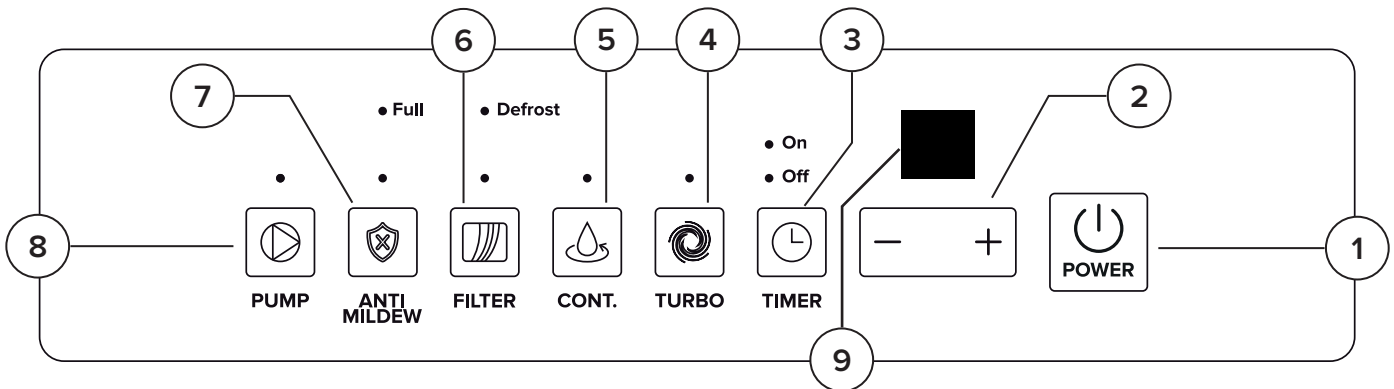 6
5
4
3
7
2
• Full
• Defrost
• On
• Off
8
1
POWER
PUMP
ANTI
MILDEW
FILTER
CONT.
TURBO
TIMER
9